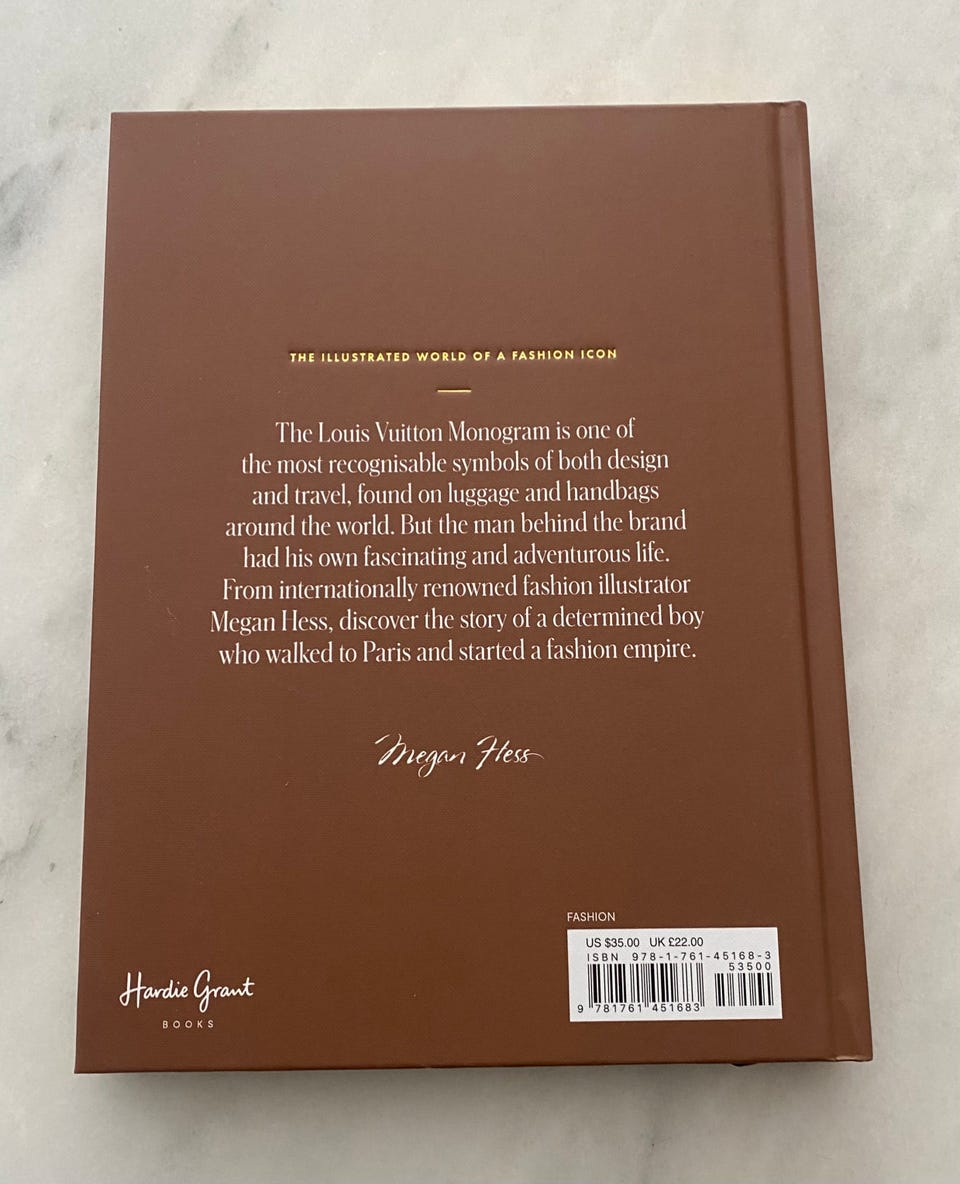 THE ILLUSTRATED WORLD OF A FASHION ICON
The Louis Vuitton Monogram is one of
the most recognisable symbols of both design
and travel, found on luggage and handbags
around the world. But the man behind the brand
had his own fascinating and adventurous life.
From internationally renowned fashion illustrator
Megan Hess, discover the story of a determined boy
who walked to Paris and started a fashion empire.
Megan Hess
FASHION
US $35.00 UK £22.00
ISBN 978-1-761-45168-3
53500
9 781761 451683
Hardie Grant
BOOKS